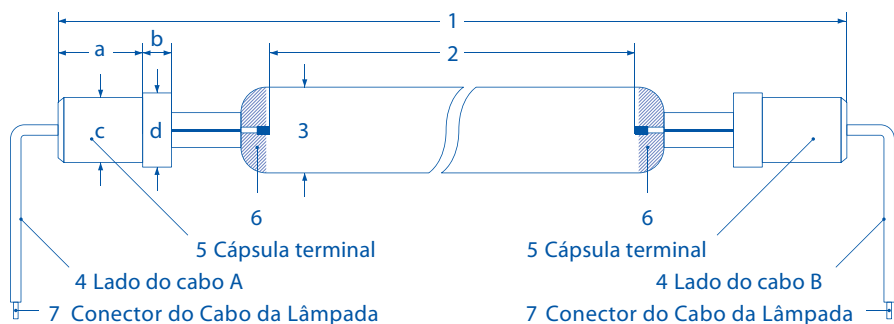 1
a
b
2
c
d
3
6
6
5 Cápsula terminal
5 Cápsula terminal
4 Lado do cabo A
4 Lado do cabo B
7 Conector do Cabo da Lâmpada
7 Conector do Cabo da Lâmpada